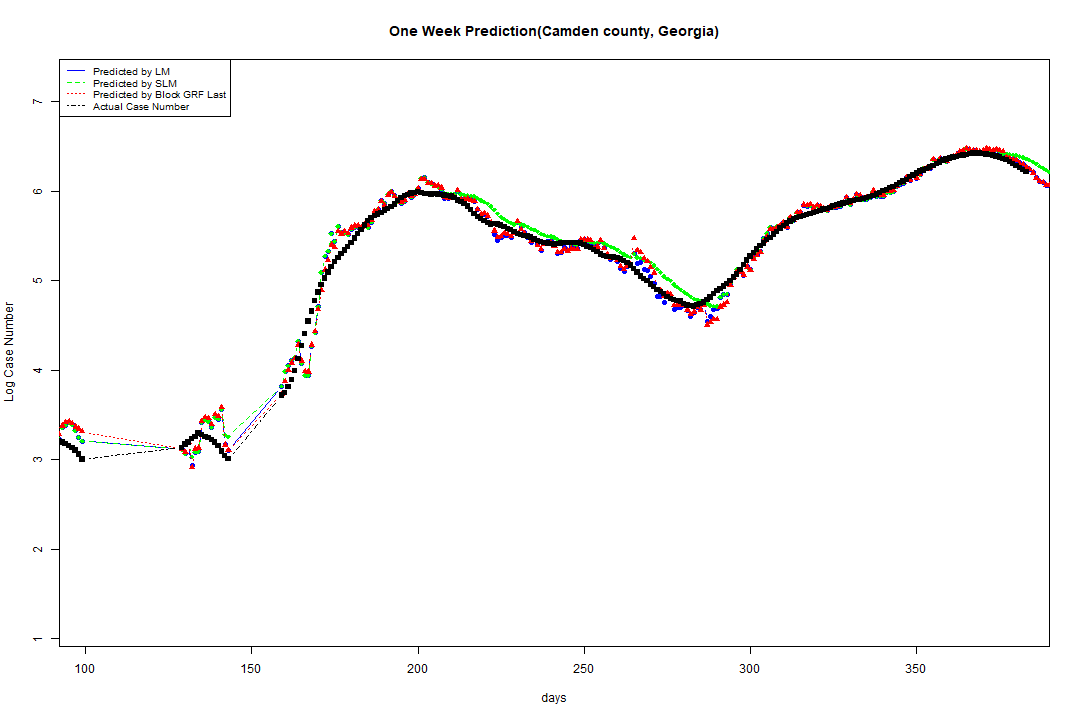 One Week Prediction(Camden county, Georgia)
Predicted by LM
Predicted by SLM
Predicted by Block GRF Last
Actual Case Number
Log Case Number
7
6
5
4
3
2
1
100 150 200 250 300 350
days